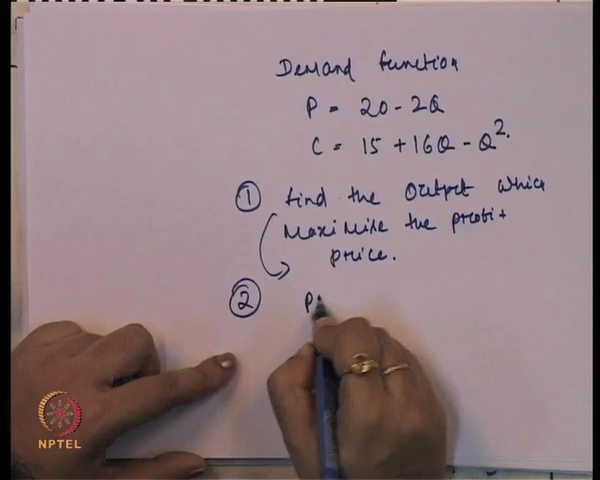 Demand function
P = 20 - 2Q
C = 15 + 16Q - Q².
① find the output which
Maximise the profit
price.
② P
NPTEL